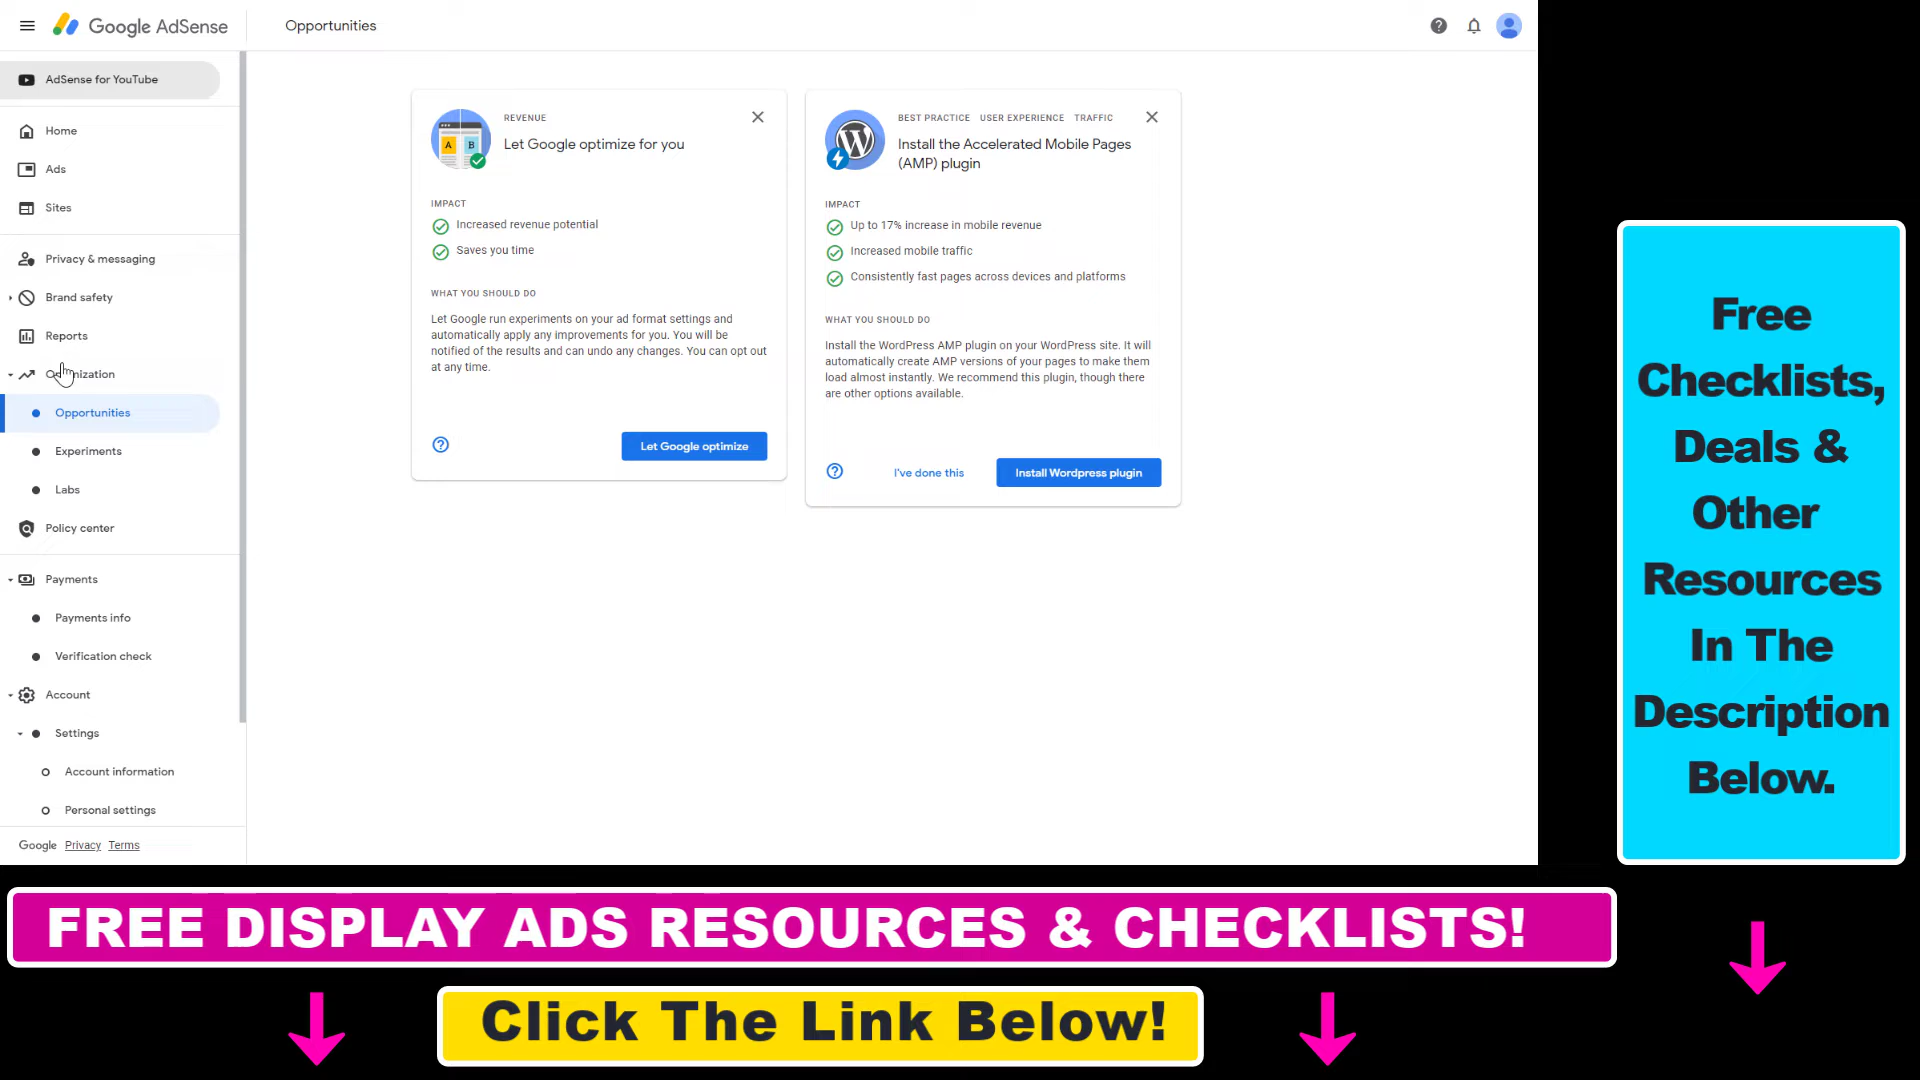 Google AdSense
Opportunities
AdSense for YouTube
Home
Ads
Sites
Privacy & messaging
Brand safety
Reports
Optimization
Opportunities
Experiments
Labs
Policy center
Payments
Payments info
Verification check
Account
Settings
Account information
Personal settings
Google Privacy Terms
REVENUE
Let Google optimize for you
A B
IMPACT
Increased revenue potential
Saves you time
WHAT YOU SHOULD DO
Let Google run experiments on your ad format settings and
automatically apply any improvements for you. You will be
notified of the results and can undo any changes. You can opt out
at any time.
Let Google optimize
BEST PRACTICE USER EXPERIENCE TRAFFIC
Install the Accelerated Mobile Pages
(AMP) plugin
IMPACT
Up to 17% increase in mobile revenue
Increased mobile traffic
Consistently fast pages across devices and platforms
WHAT YOU SHOULD DO
Install the WordPress AMP plugin on your WordPress site. It will
automatically create AMP versions of your pages to make them
load almost instantly. We recommend this plugin, though there
are other options available.
I've done this
Install Wordpress plugin
Free
Checklists,
Deals &
Other
Resources
In The
Description
Below.
FREE DISPLAY ADS RESOURCES & CHECKLISTS!
Click The Link Below!